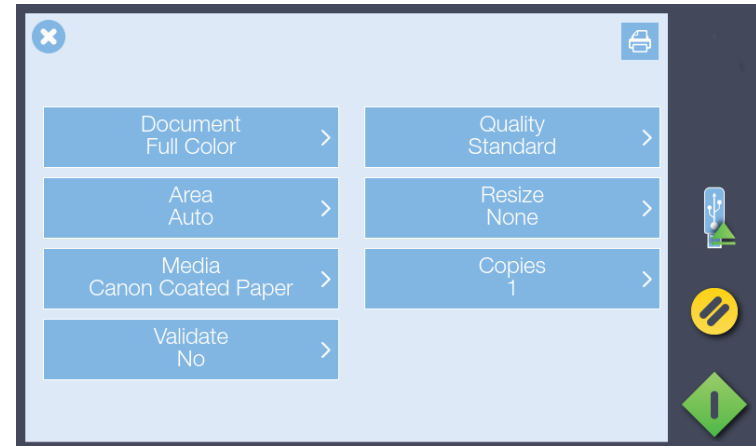 Document
Full Color
Quality
Standard
Area
Auto
Resize
None
Media
Canon Coated Paper
Copies
1
Validate
No